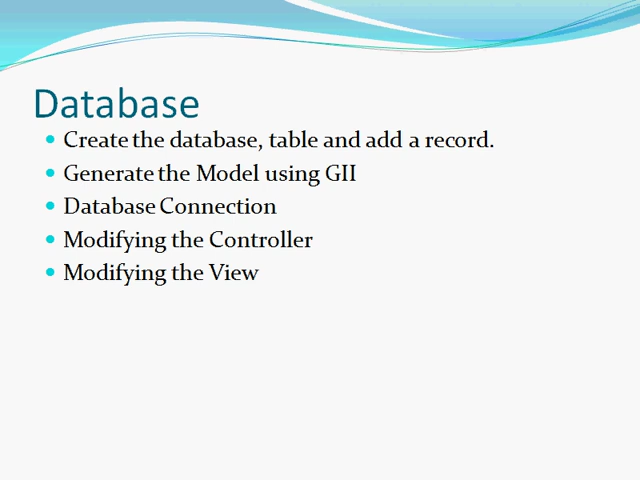 Database
Create the database, table and add a record.
Generate the Model using GII
Database Connection
Modifying the Controller
Modifying the View